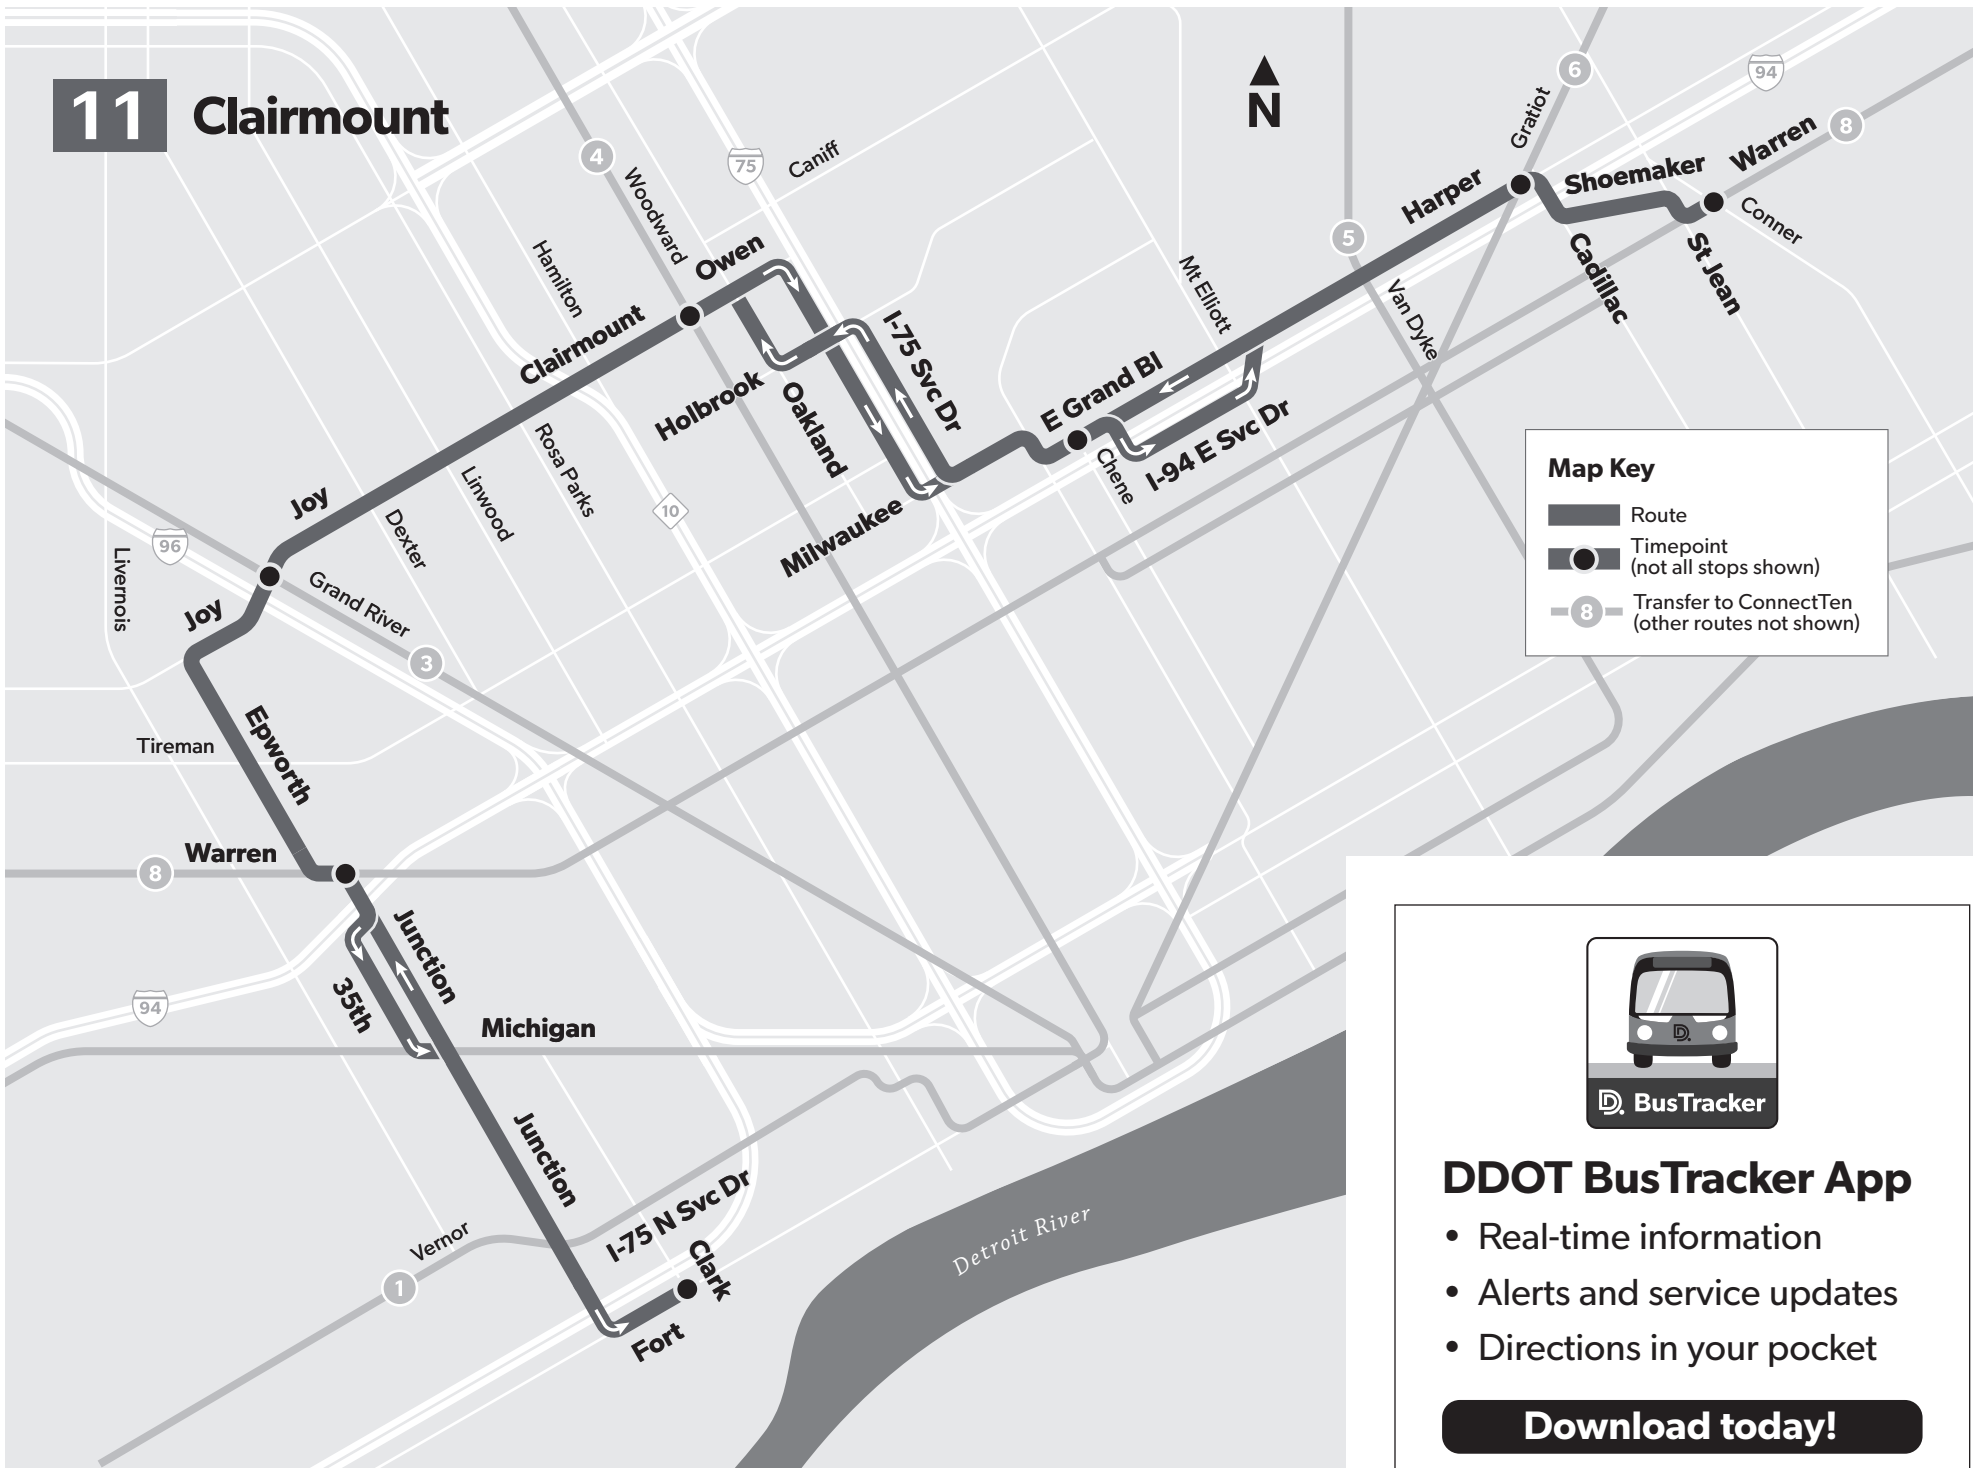 11 Clairmount
N
6
94
Gratiot
Warren
8
Shoemaker
Harper
Conner
Cadillac
St Jean
4
Woodward
75
Caniff
Hamilton
Owen
5
Mt Elliott
Van Dyke
Clairmount
I-75 Svc Dr
Holbrook
Oakland
E Grand Bl
I-94 E Svc Dr
Chene
Milwaukee
Rosa Parks
Linwood
Dexter
10
Joy
96
Livernois
Grand River
3
Joy
Epworth
Tireman
Warren
8
Junction
35th
94
Michigan
Junction
I-75 N Svc Dr
Vernor
1
Clark
Fort
Detroit River
Map Key
Route
Timepoint
(not all stops shown)
8
Transfer to ConnectTen
(other routes not shown)
D.
D. BusTracker
DDOT BusTracker App
• Real-time information
• Alerts and service updates
• Directions in your pocket
Download today!